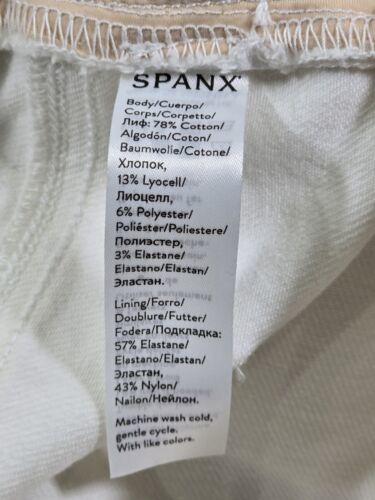 SPANX
Body/Cuerpo/
Corps/Corpetto/
Лиф: 78% Cotton/
Algodón/Coton/
Baumwolle/Cotone/
Хлопок,
13% Lyocell/
Лиоцелл,
6% Polyester/
Poliéster/Poliestere/
Полиэстер,
3% Elastane/
Elastano/Elastan/
Эластан.
Lining/Forro/
Doublure/Futter/
Fodera/Подкладка:
57% Elastane/
Elastano/Elastan/
Эластан,
43% Nylon/
Nailon/Нейлон.
Machine wash cold,
gentle cycle.
With like colors.